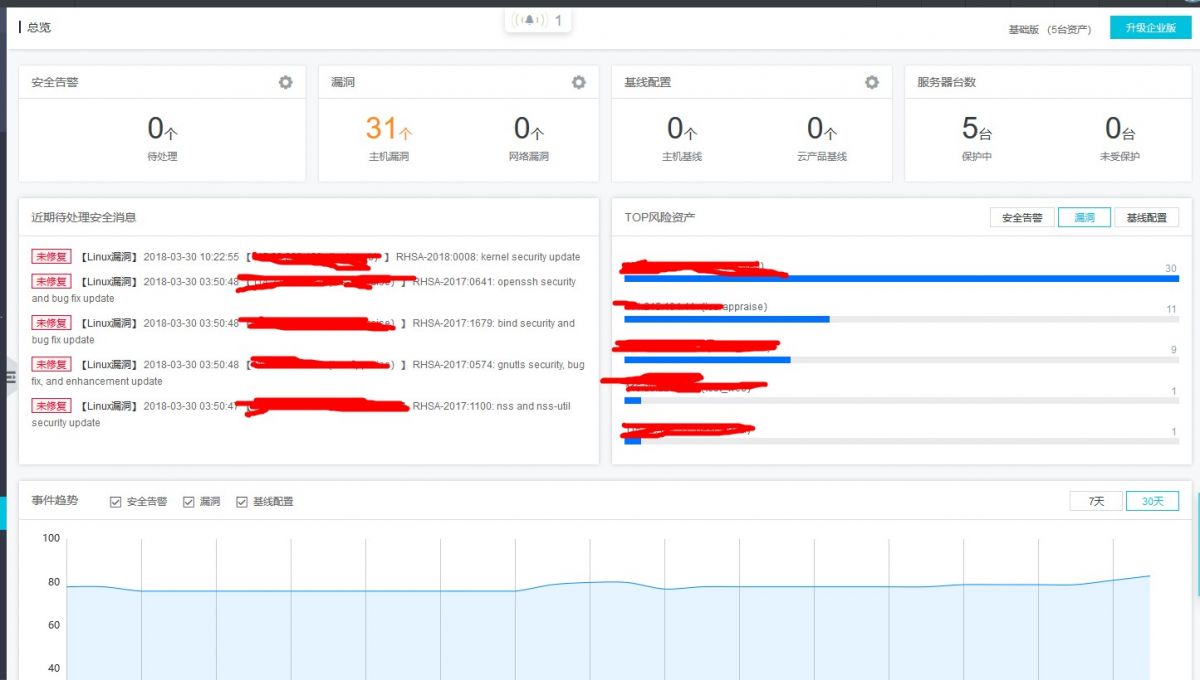 总览
1
基础版 (5台资产)
升级企业版
安全告警
漏洞
基线配置
服务器台数
0个
31个
0个
0个
0个
5台
0台
待处理
主机漏洞
网络漏洞
主机基线
云产品基线
保护中
未受保护
近期待处理安全消息
未修复 【Linux漏洞】 2018-03-30 10:22:55 【 】 RHSA-2018:0008: kernel security update
未修复 【Linux漏洞】 2018-03-30 03:50:48 】 RHSA-2017:0641: openssh security
and bug fix update
未修复 【Linux漏洞】 2018-03-30 03:50:48 】 RHSA-2017:1679: bind security and
bug fix update
未修复 【Linux漏洞】 2018-03-30 03:50:48 【 】 RHSA-2017:0574: gnutls security, bug
fix, and enhancement update
未修复 【Linux漏洞】 2018-03-30 03:50:47 RHSA-2017:1100: nss and nss-util
security update
TOP风险资产
安全告警
漏洞
基线配置
30
appraise)
11
9
1
1
事件趋势
安全告警
漏洞
基线配置
7天
30天
100
80
60
40